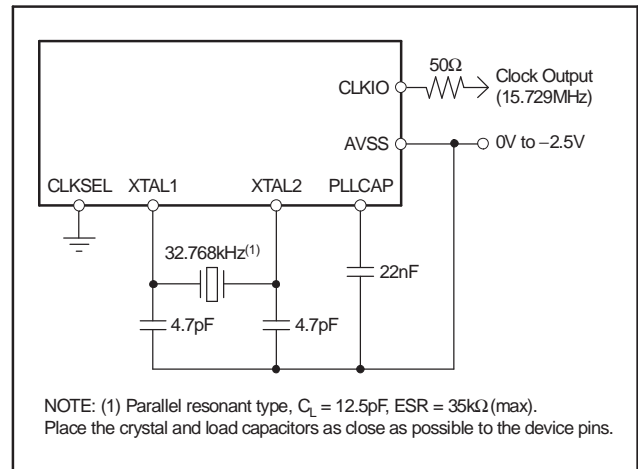 50Ω
CLKIO
Clock Output
(15.729MHz)
AVSS
0V to −2.5V
CLKSEL XTAL1 XTAL2 PLLCAP
32.768kHz(1)
22nF
4.7pF 4.7pF
NOTE: (1) Parallel resonant type, CL = 12.5pF, ESR = 35kΩ (max).
Place the crystal and load capacitors as close as possible to the device pins.